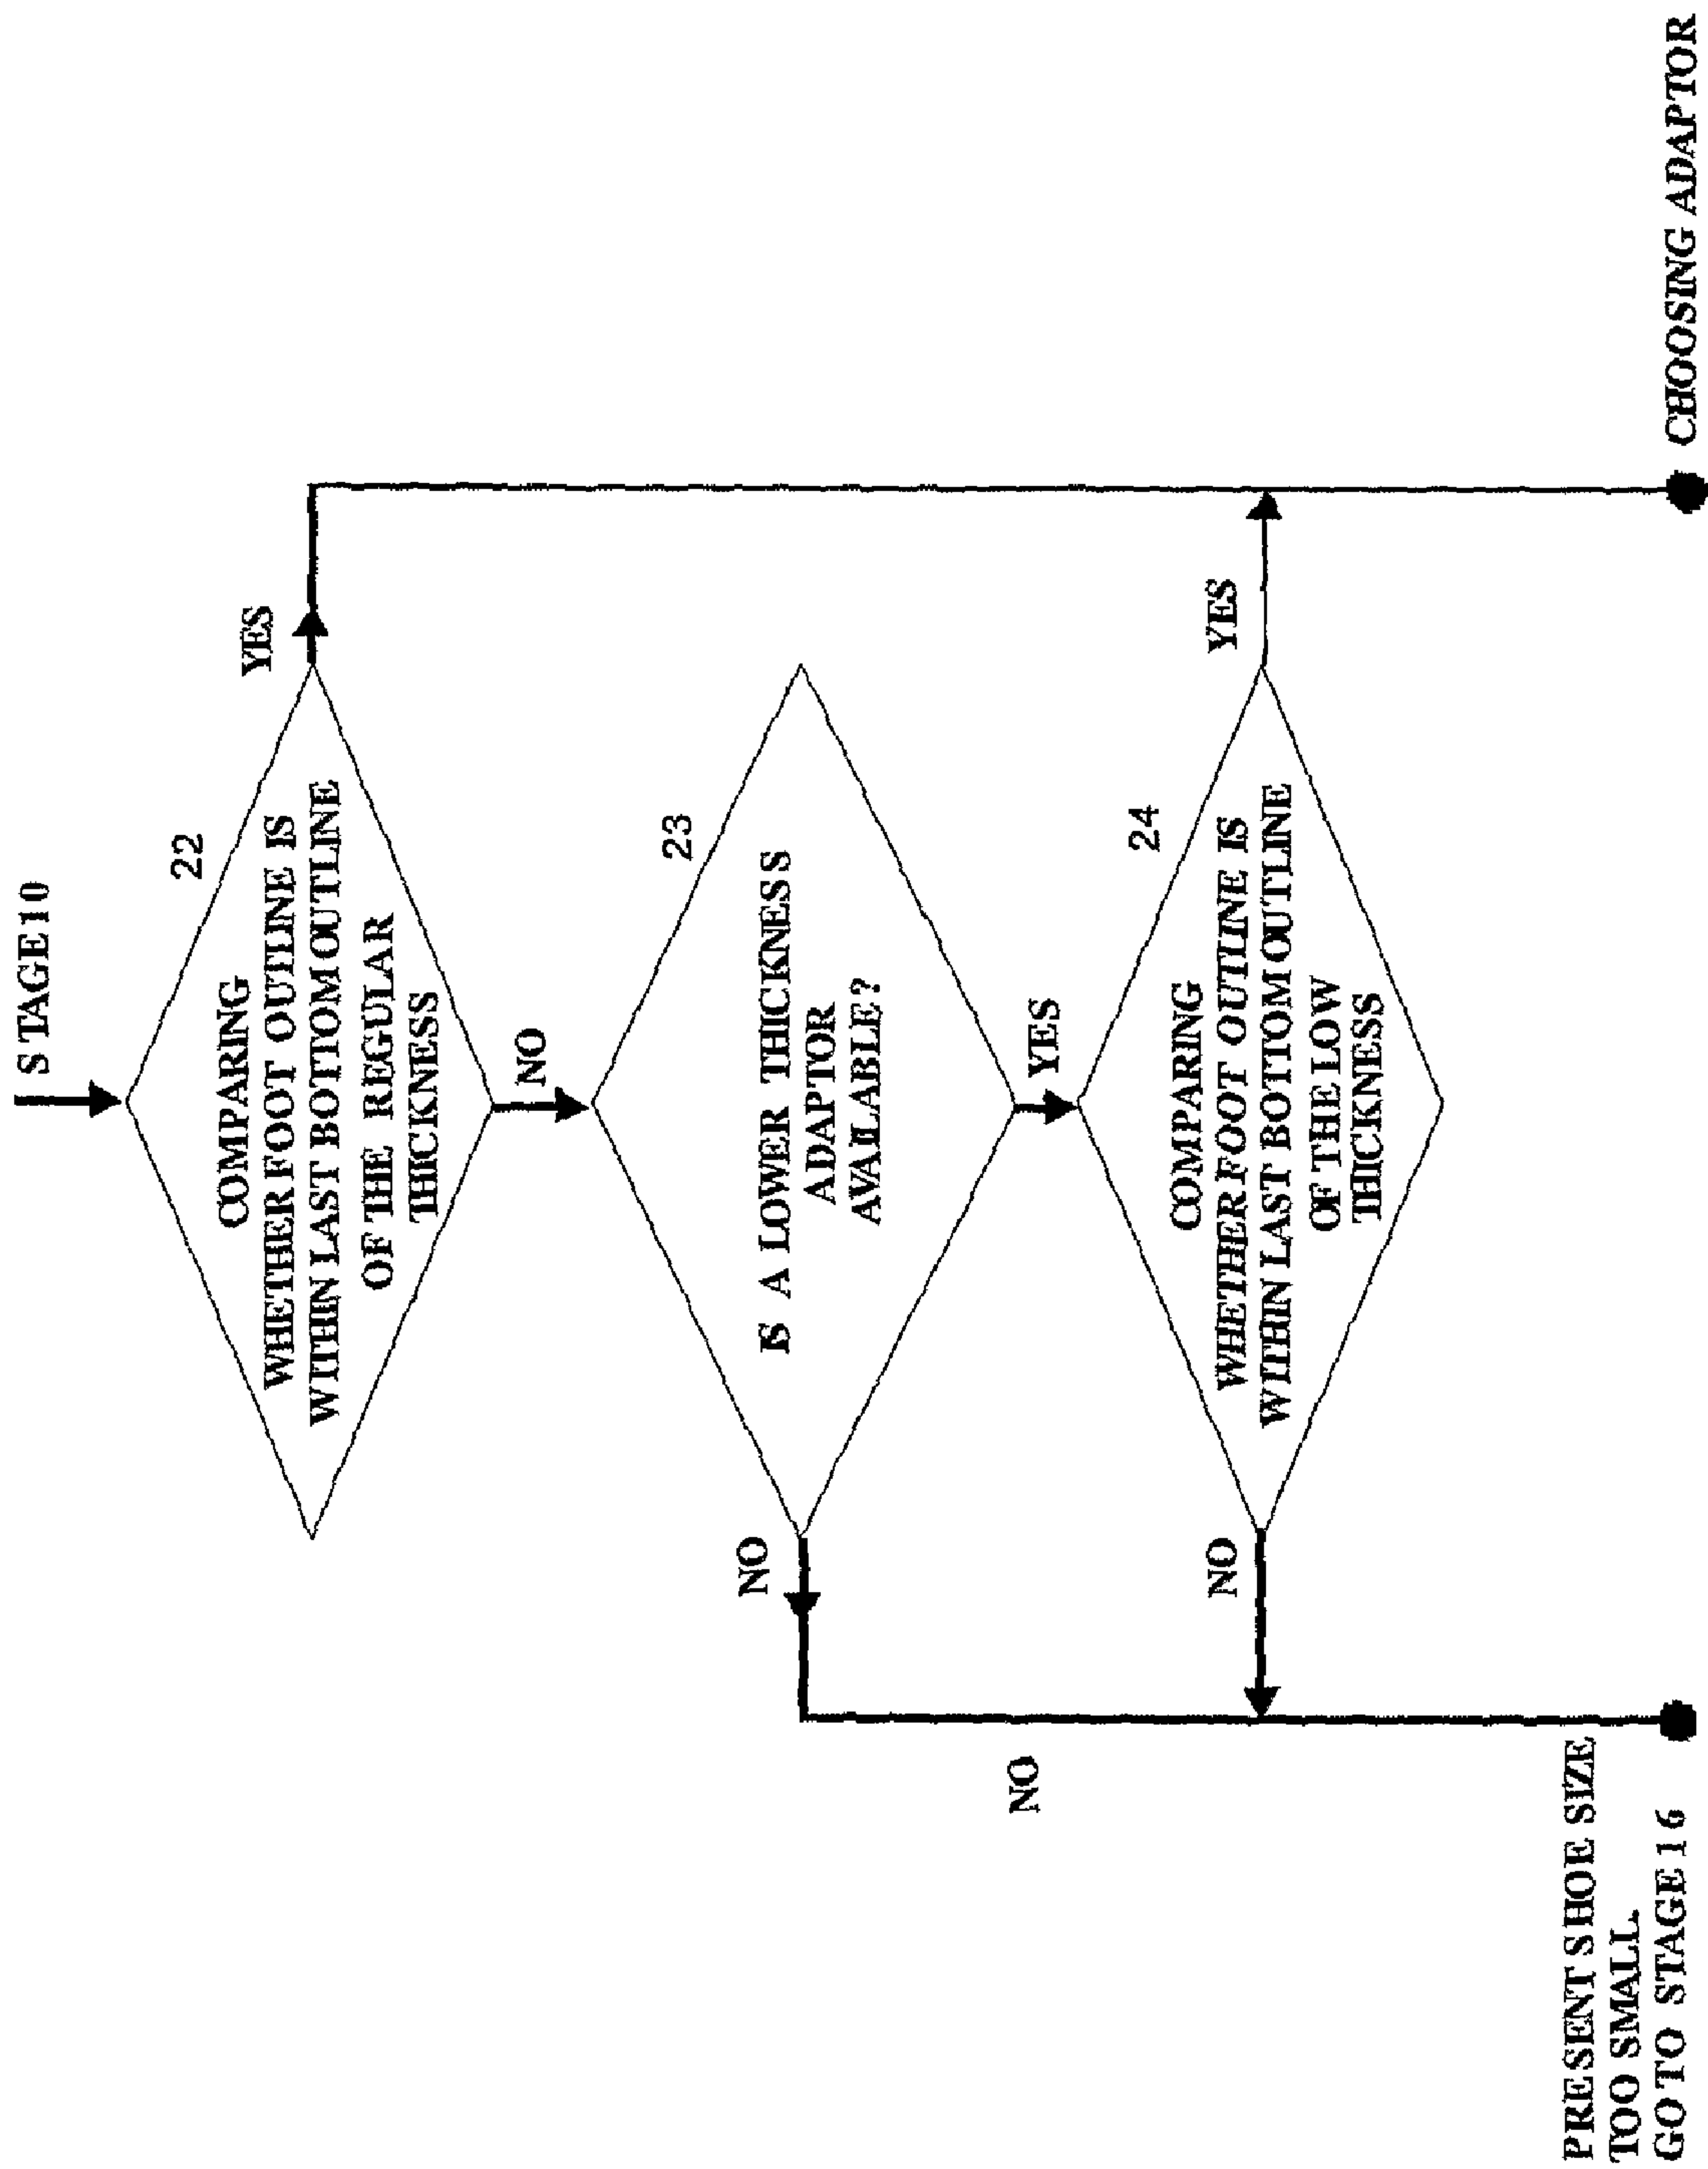 STAGE 10
22
COMPARING
WHETHER FOOT OUTLINE IS
WITHIN LAST BOTTOM OUTLINE
OF THE REGULAR
THICKNESS
YES
NO
23
IS A LOWER THICKNESS
ADAPTOR
AVAILABLE?
NO
YES
24
COMPARING
WHETHER FOOT OUTLINE IS
WITHIN LAST BOTTOM OUTLINE
OF THE LOW
THICKNESS
NO
YES
NO
PRESENT SHOE SIZE
TOO SMALL.
GO TO STAGE 16
CHOOSING ADAPTOR